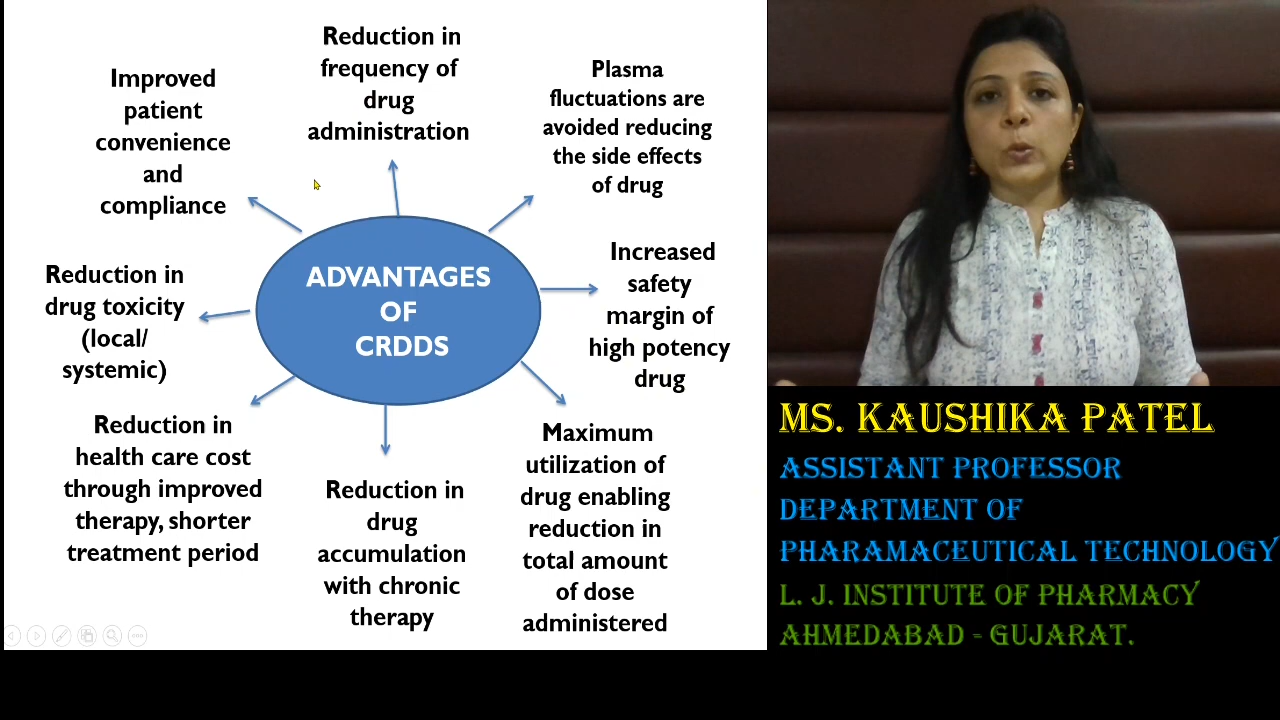 Reduction in
frequency of
drug
administration
Improved
patient
convenience
and
compliance
Plasma
fluctuations are
avoided reducing
the side effects
of drug
Reduction in
drug toxicity
(local/
systemic)
ADVANTAGES
OF
CRDDS
Increased
safety
margin of
high potency
drug
Reduction in
health care cost
through improved
therapy, shorter
treatment period
Reduction in
drug
accumulation
with chronic
therapy
Maximum
utilization of
drug enabling
reduction in
total amount
of dose
administered
MS. KAUSHIKA PATEL
ASSISTANT PROFESSOR
DEPARTMENT OF
PHARAMACEUTICAL TECHNOLOGY
L. J. INSTITUTE OF PHARMACY
AHMEDABAD - GUJARAT.